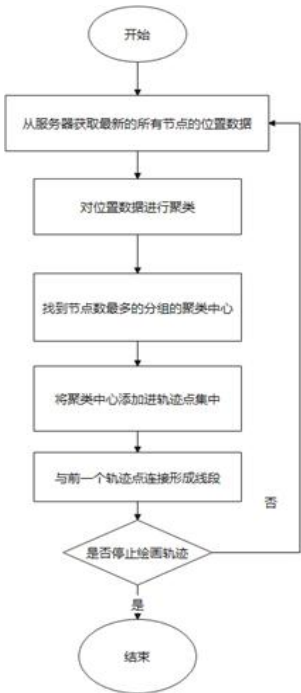 开始
从服务器获取最新的所有节点的位置数据
对位置数据进行聚类
找到节点数最多的分组的聚类中心
将聚类中心添加进轨迹点集中
与前一个轨迹点连接形成线段
否
是否停止绘画轨迹
是
结束